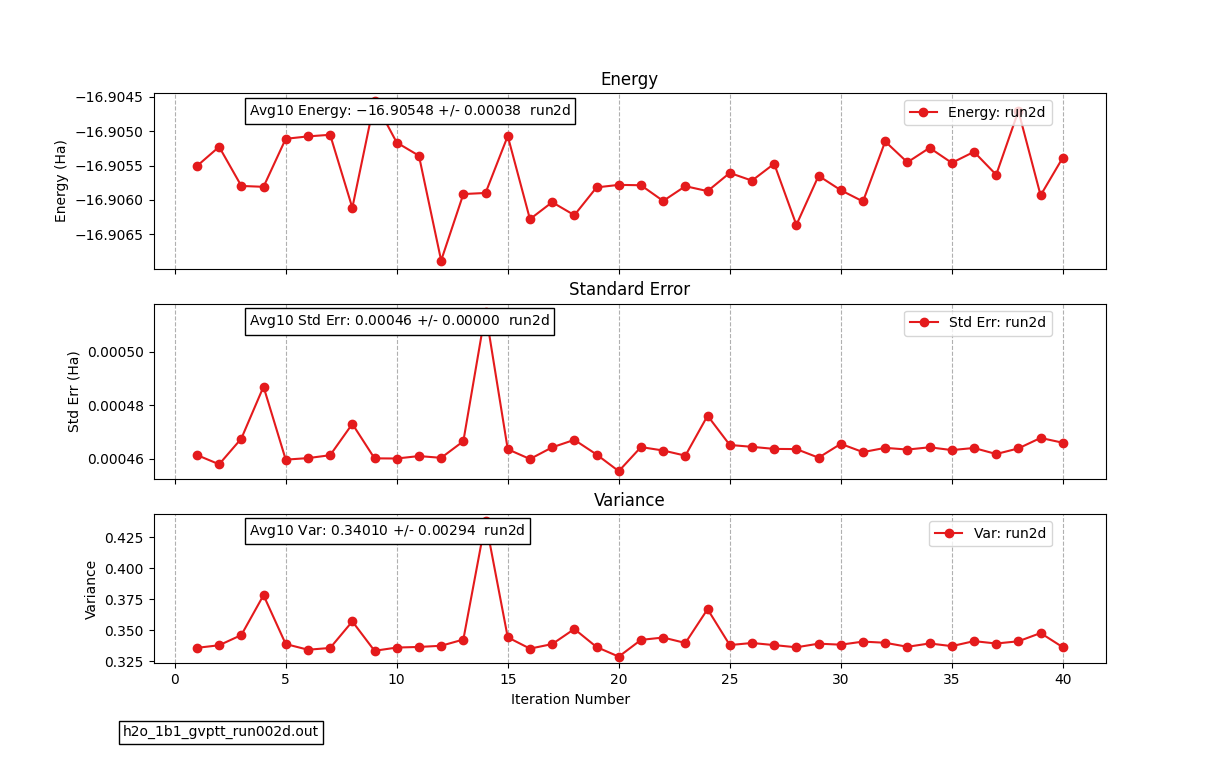 Energy
−16.9045
−16.9050
−16.9055
−16.9060
−16.9065
Energy (Ha)
Avg10 Energy: −16.90548 +/- 0.00038 run2d
Energy: run2d
Standard Error
0.00050
0.00048
0.00046
Std Err (Ha)
Avg10 Std Err: 0.00046 +/- 0.00000 run2d
Std Err: run2d
Variance
0.425
0.400
0.375
0.350
0.325
Variance
Avg10 Var: 0.34010 +/- 0.00294 run2d
Var: run2d
0 5 10 15 20 25 30 35 40
Iteration Number
h2o_1b1_gvptt_run002d.out